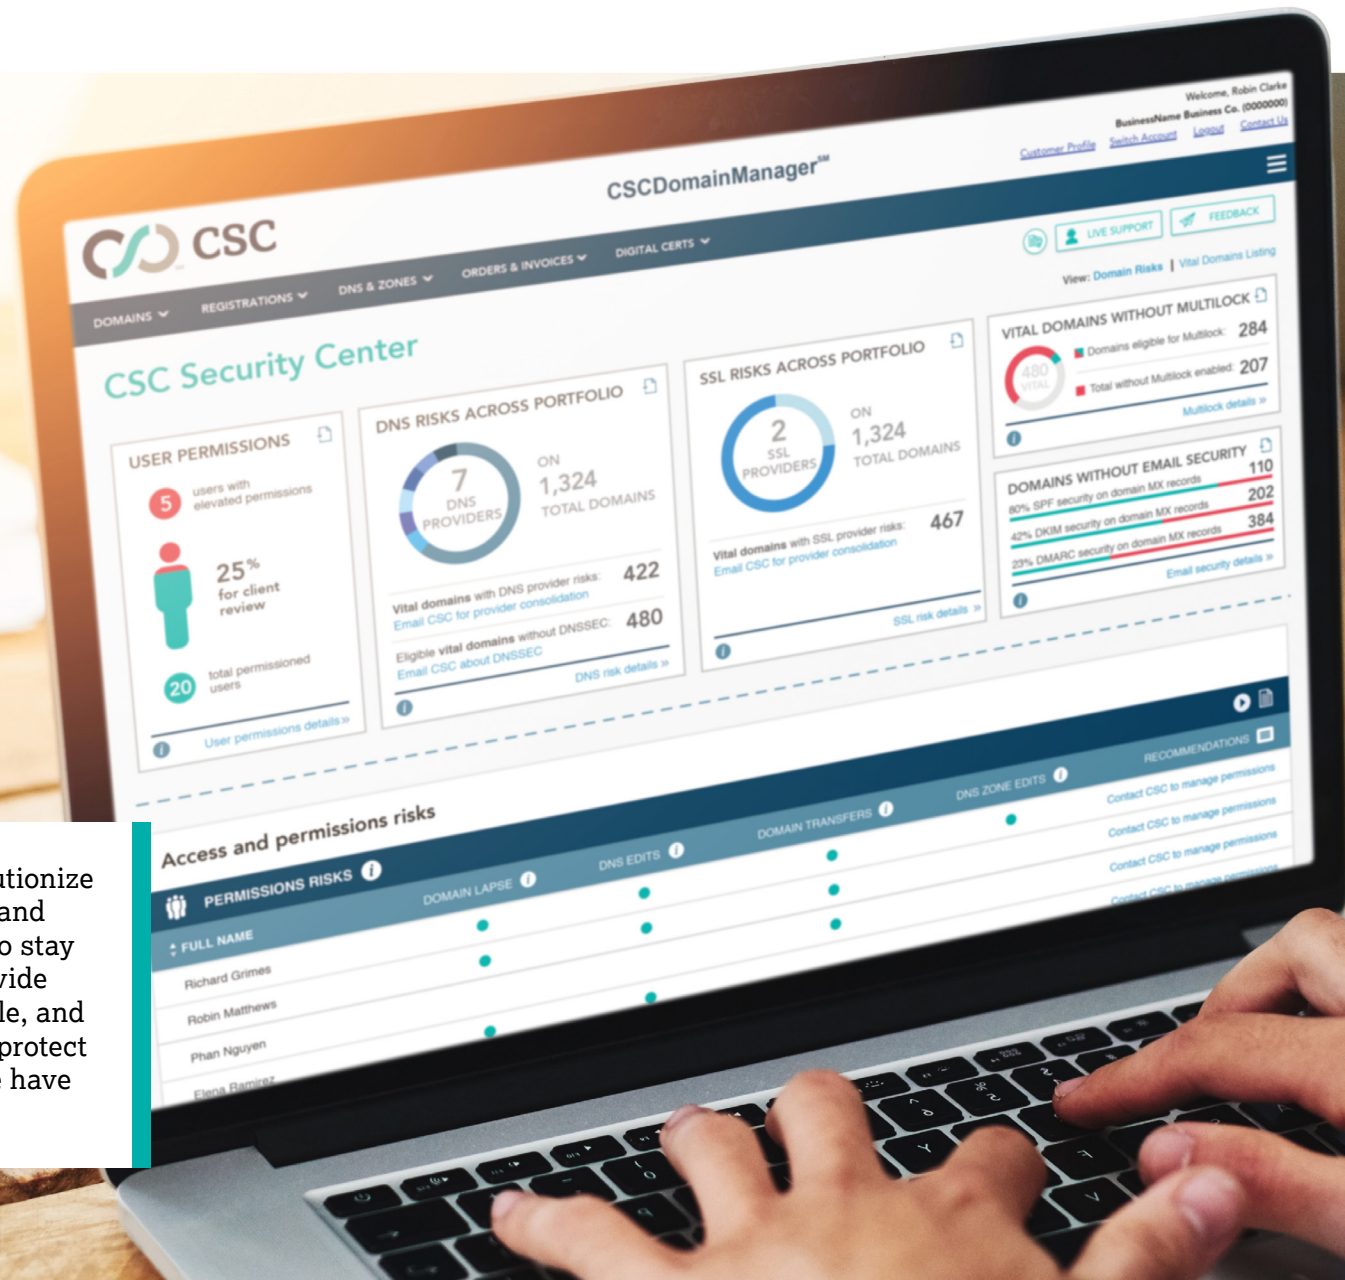 Welcome, Robin Clarke
BusinessName Business Co. (0000000)
Customer Profile Switch Account Logout Contact Us
CSC
CSCDomainManager℠
DOMAINS REGISTRATIONS DNS & ZONES ORDERS & INVOICES DIGITAL CERTS
LIVE SUPPORT FEEDBACK
View: Domain Risks | Vital Domains Listing
CSC Security Center
USER PERMISSIONS
5 users with
elevated permissions
25%
for client
review
20 total permissioned
users
User permissions details »
DNS RISKS ACROSS PORTFOLIO
7
DNS
PROVIDERS
ON
1,324
TOTAL DOMAINS
Vital domains with DNS provider risks: 422
Email CSC for provider consolidation
Eligible vital domains without DNSSEC: 480
Email CSC about DNSSEC
DNS risk details »
SSL RISKS ACROSS PORTFOLIO
2
SSL
PROVIDERS
ON
1,324
TOTAL DOMAINS
Vital domains with SSL provider risks: 467
Email CSC for provider consolidation
SSL risk details »
VITAL DOMAINS WITHOUT MULTILOCK
480
VITAL
Domains eligible for Multilock: 284
Total without Multilock enabled: 207
Multilock details »
DOMAINS WITHOUT EMAIL SECURITY
80% SPF security on domain MX records 110
42% DKIM security on domain MX records 202
23% DMARC security on domain MX records 384
Email security details »
Access and permissions risks
PERMISSIONS RISKS
FULL NAME DOMAIN LAPSE DNS EDITS DOMAIN TRANSFERS DNS ZONE EDITS RECOMMENDATIONS
Richard Grimes Contact CSC to manage permissions
Robin Matthews Contact CSC to manage permissions
Phan Nguyen Contact CSC to manage permissions
Elena Ramirez Contact CSC to manage permissions
utionize
and
o stay
vide
le, and
protect
e have